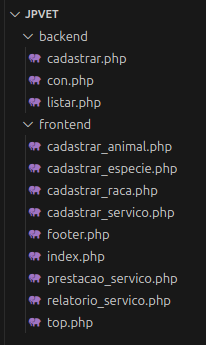 JPVET
backend
cadastrar.php
con.php
listar.php
frontend
cadastrar_animal.php
cadastrar_especie.php
cadastrar_raca.php
cadastrar_servico.php
footer.php
index.php
prestacao_servico.php
relatorio_servico.php
top.php